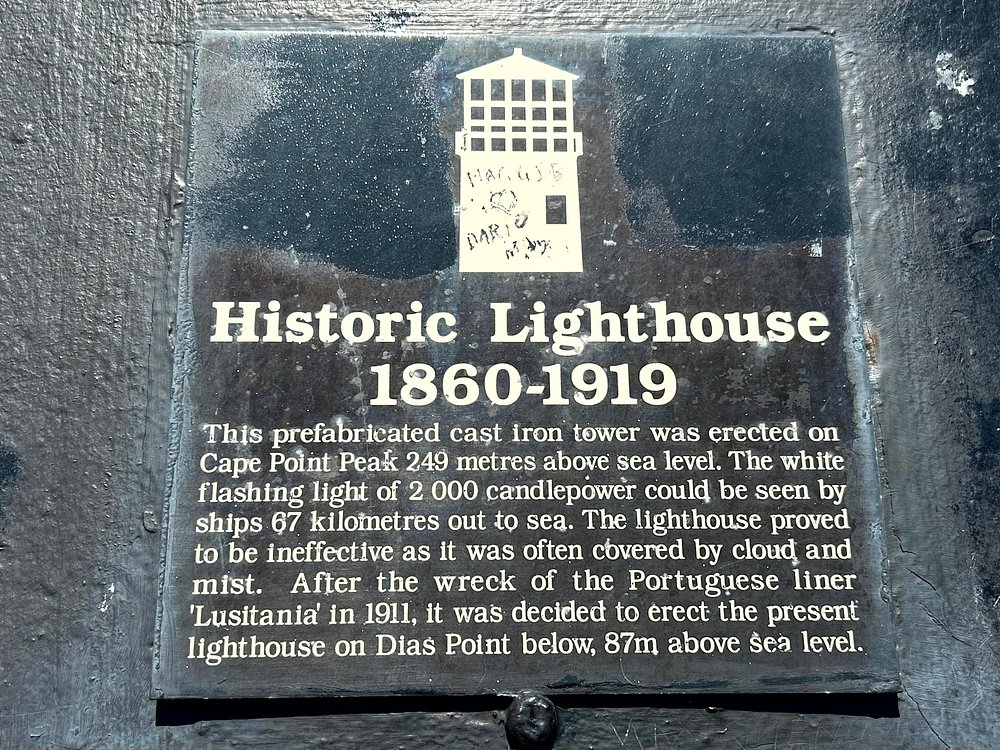 MAGGIE
DARIO
Historic Lighthouse
1860-1919
This prefabricated cast iron tower was erected on
Cape Point Peak 249 metres above sea level. The white
flashing light of 2 000 candlepower could be seen by
ships 67 kilometres out to sea. The lighthouse proved
to be ineffective as it was often covered by cloud and
mist. After the wreck of the Portuguese liner
'Lusitania' in 1911, it was decided to erect the present
lighthouse on Dias Point below, 87m above sea level.